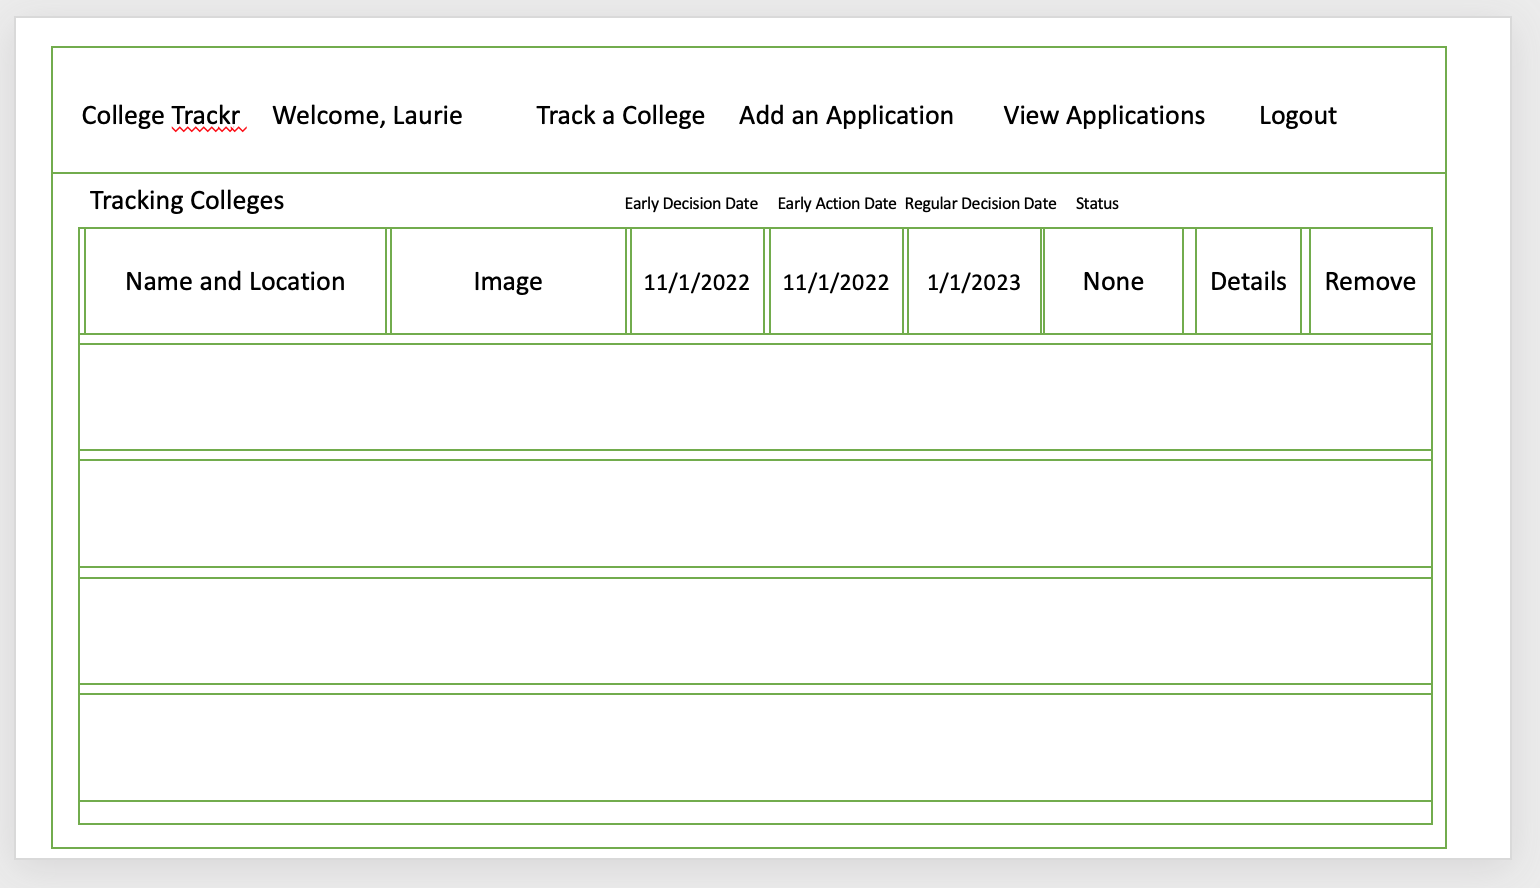 College Trackr Welcome, Laurie Track a College Add an Application View Applications Logout
Tracking Colleges Early Decision Date Early Action Date Regular Decision Date Status
Name and Location Image 11/1/2022 11/1/2022 1/1/2023 None Details Remove